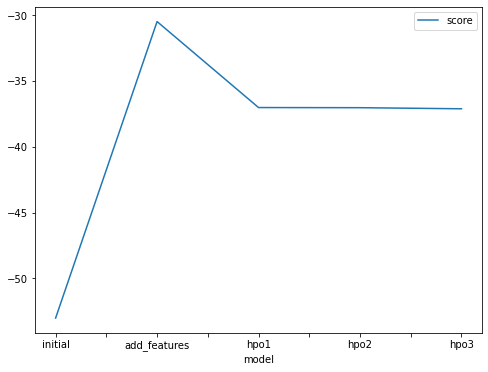 score
−30
−35
−40
−45
−50
initial
add_features
hpo1
hpo2
hpo3
model